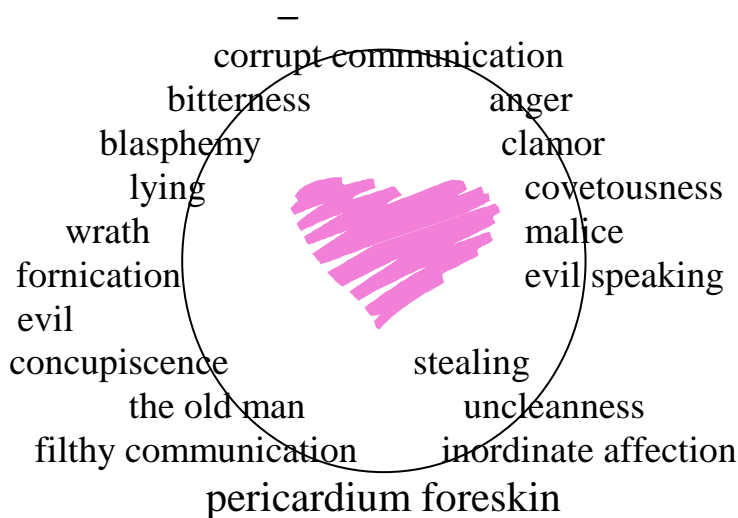 corrupt communication
bitterness anger
blasphemy clamor
lying covetousness
wrath malice
fornication evil speaking
evil
concupiscence stealing
the old man uncleanness
filthy communication inordinate affection
pericardium foreskin